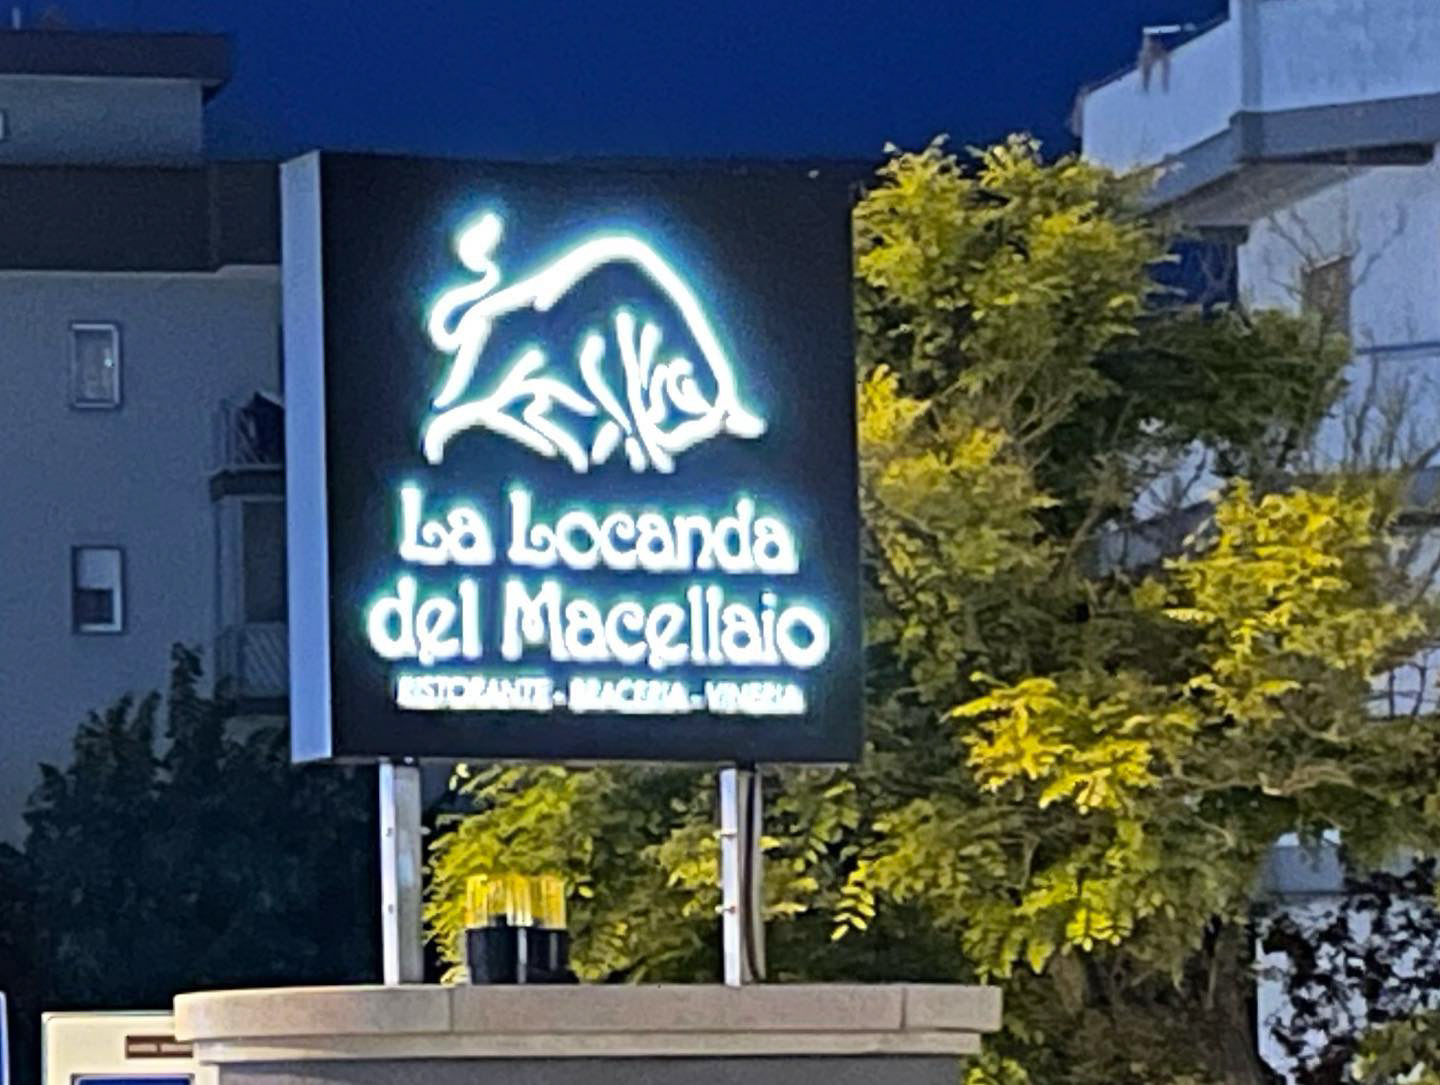 La Locanda
del Macellaio
RISTORANTE - BRACERIA - VINERIA